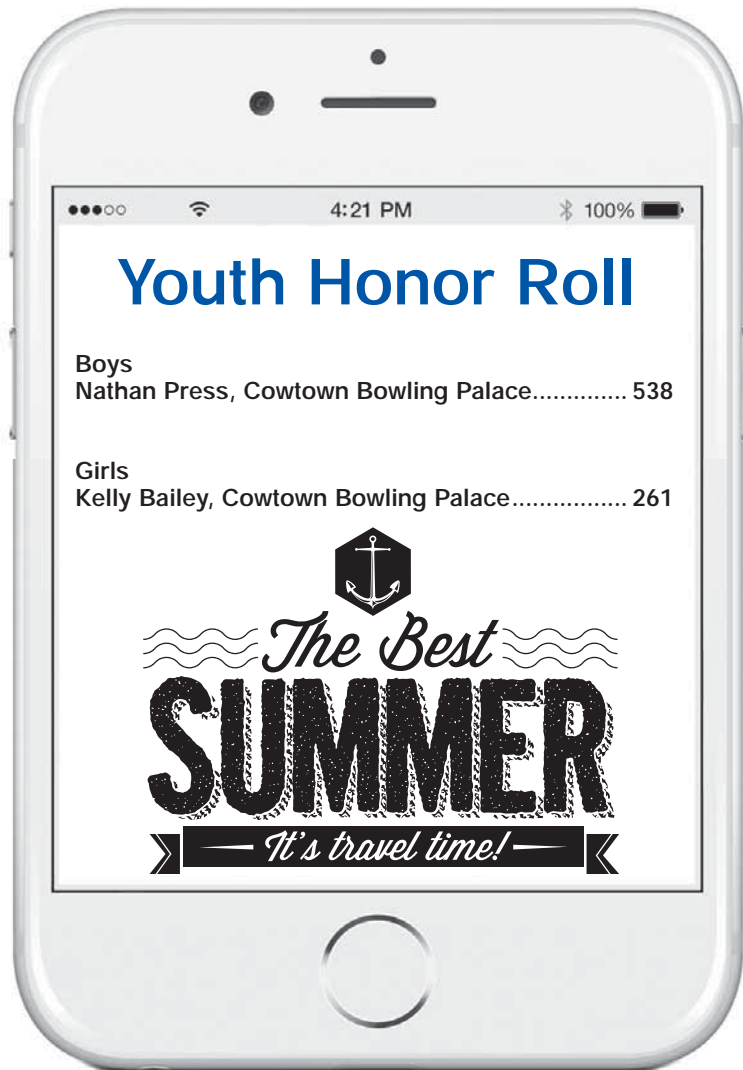 4:21 PM 100%
Youth Honor Roll
Boys
Nathan Press, Cowtown Bowling Palace.............. 538
Girls
Kelly Bailey, Cowtown Bowling Palace................. 261
The Best
SUMMER
It's travel time!